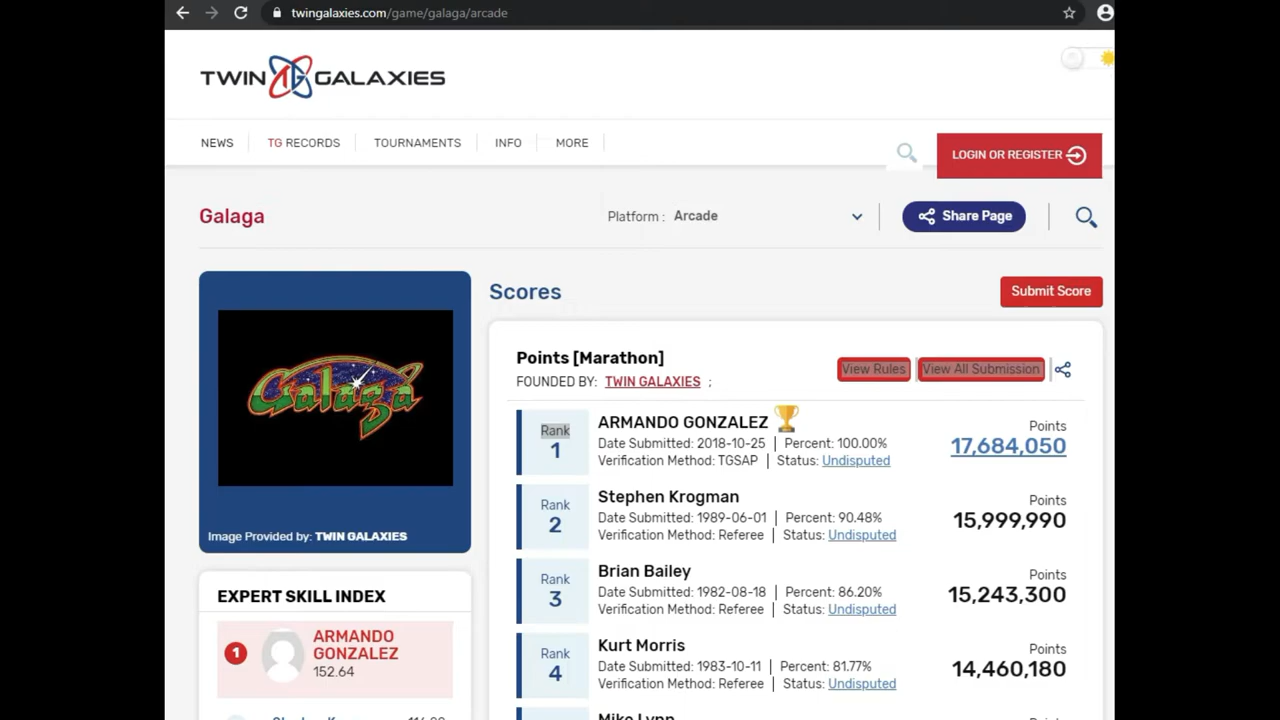 twingalaxies.com/game/galaga/arcade
TWIN GALAXIES
NEWS
TG RECORDS
TOURNAMENTS
INFO
MORE
LOGIN OR REGISTER
Galaga
Platform :
Arcade
Share Page
Galaga
Image Provided by: TWIN GALAXIES
Scores
Submit Score
Points [Marathon]
FOUNDED BY: TWIN GALAXIES ;
View Rules
View All Submission
Rank
1
ARMANDO GONZALEZ
Date Submitted: 2018-10-25 | Percent: 100.00%
Verification Method: TGSAP | Status: Undisputed
Points
17,684,050
Rank
2
Stephen Krogman
Date Submitted: 1989-06-01 | Percent: 90.48%
Verification Method: Referee | Status: Undisputed
Points
15,999,990
Rank
3
Brian Bailey
Date Submitted: 1982-08-18 | Percent: 86.20%
Verification Method: Referee | Status: Undisputed
Points
15,243,300
Rank
4
Kurt Morris
Date Submitted: 1983-10-11 | Percent: 81.77%
Verification Method: Referee | Status: Undisputed
Points
14,460,180
Mike Lynn
EXPERT SKILL INDEX
1
ARMANDO
GONZALEZ
152.64